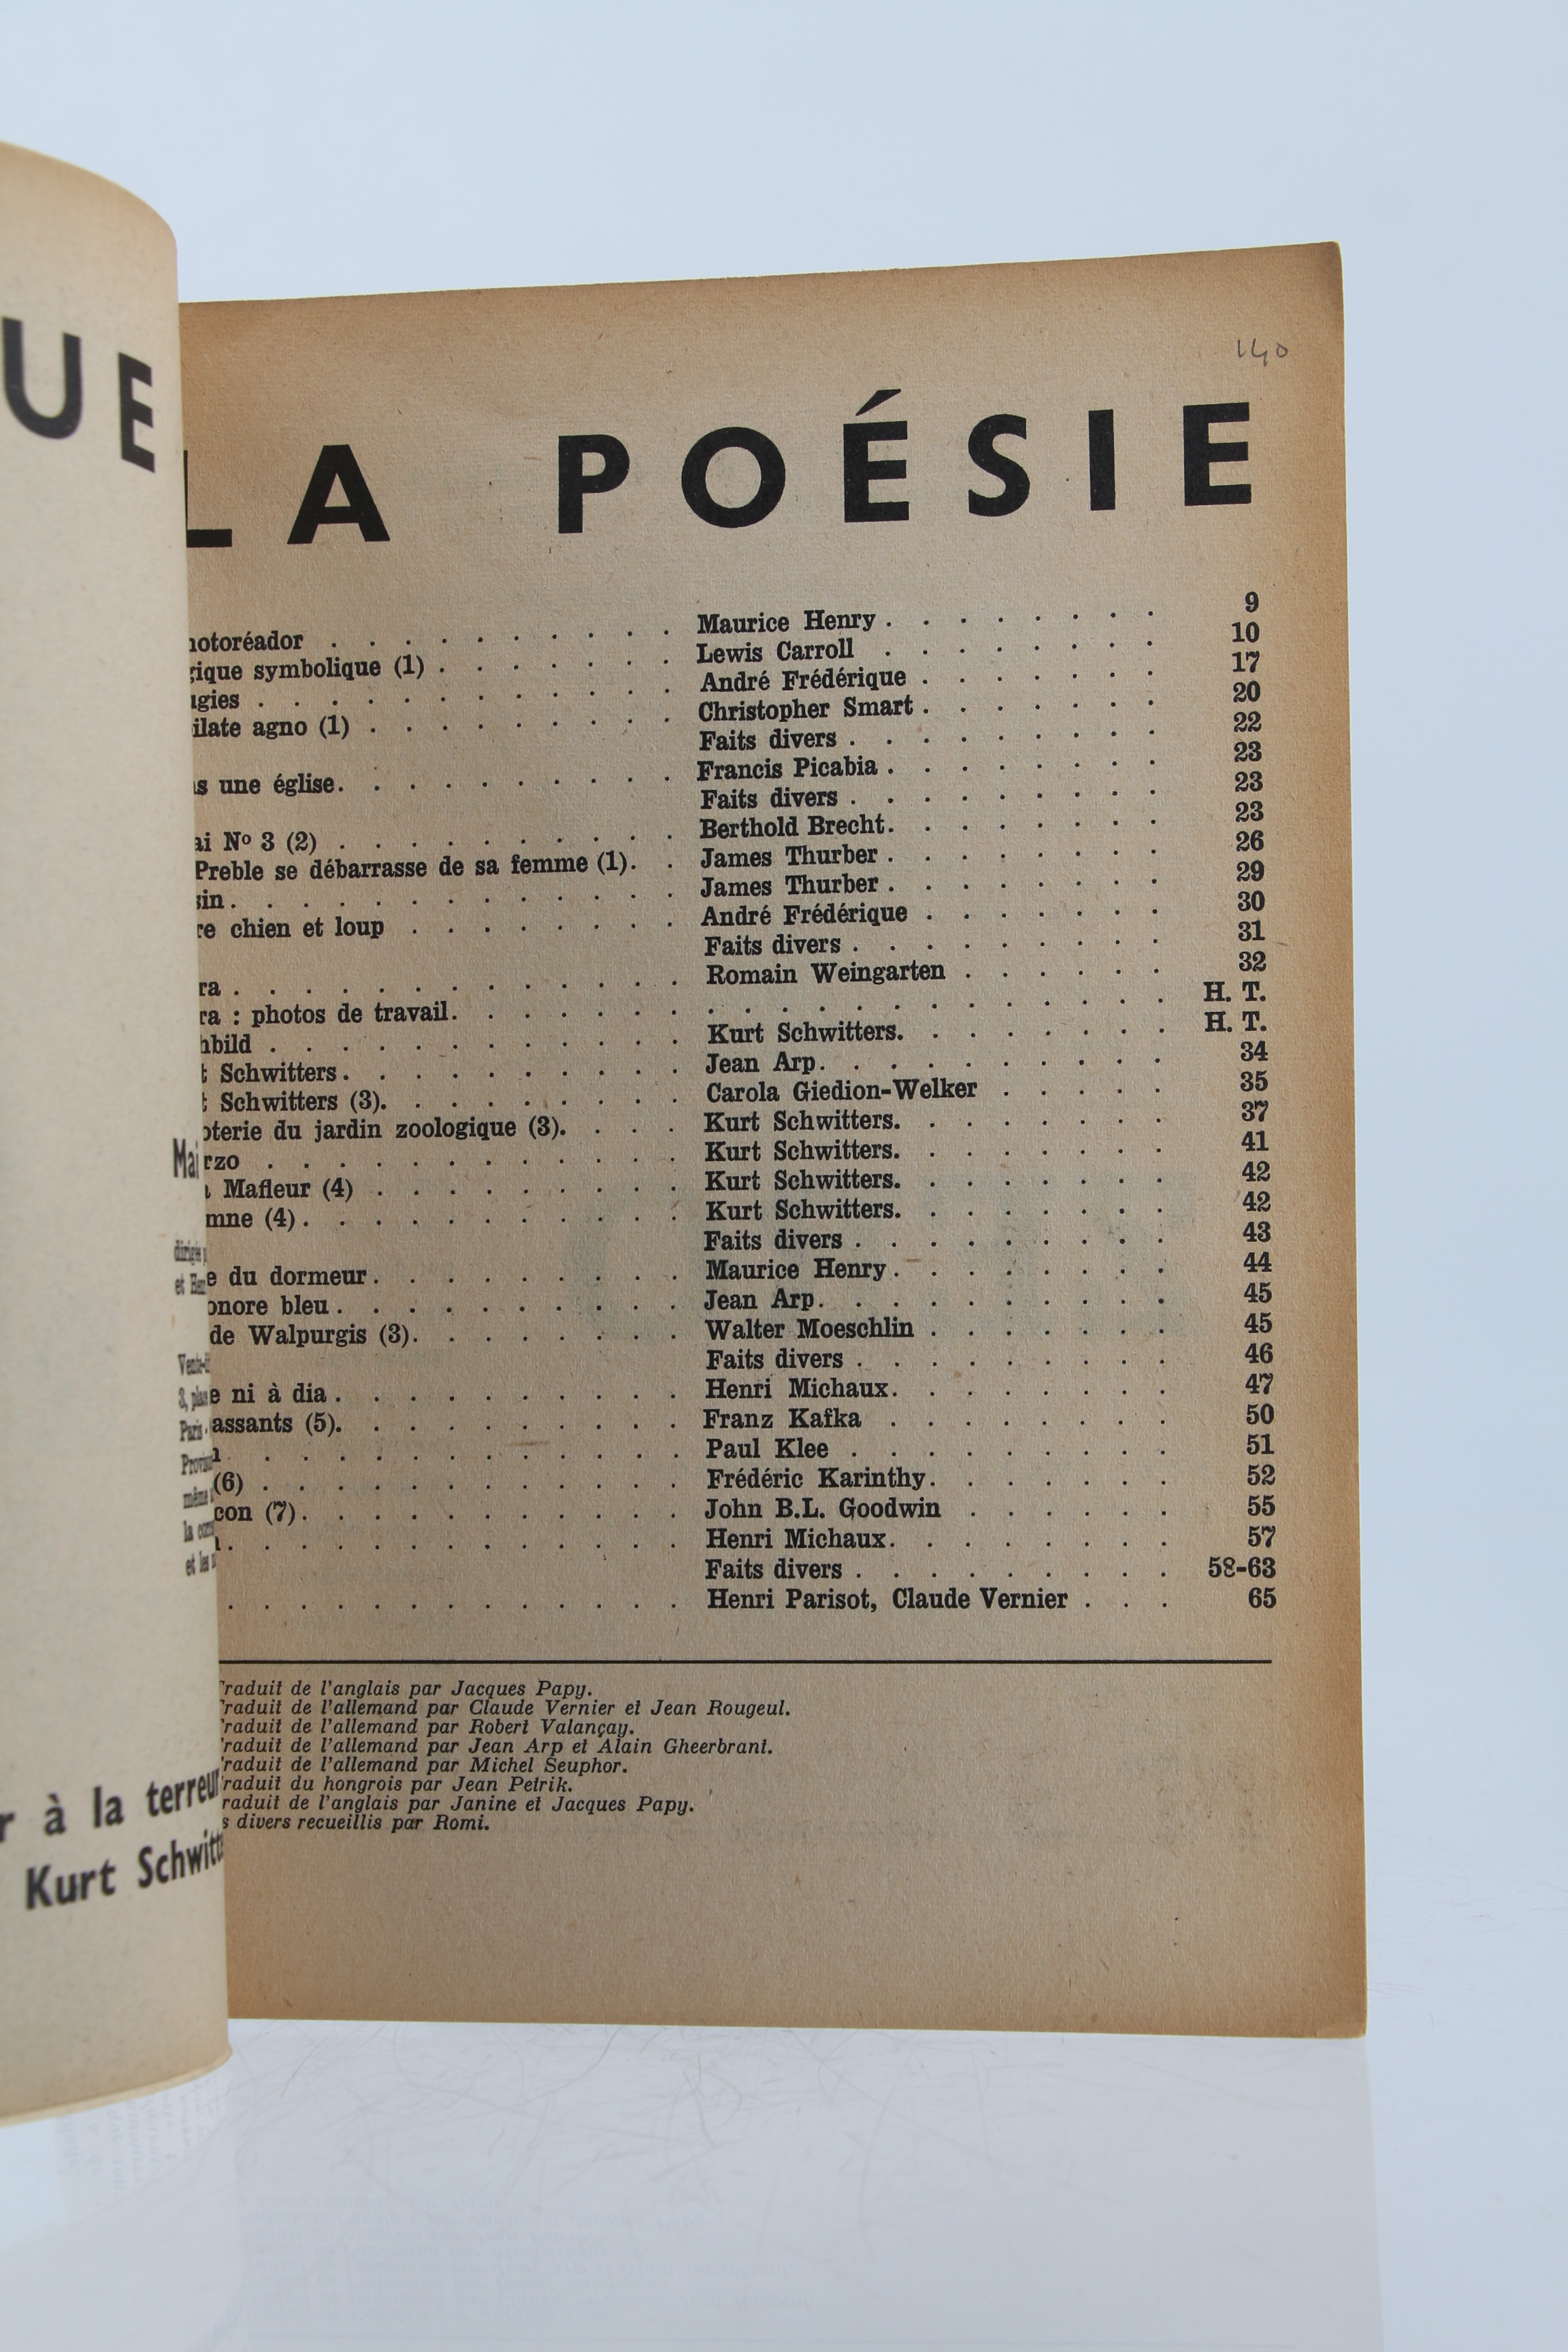 UE
140
LA POÉSIE
otoréador . . . . . . . . . . Maurice Henry . . . . . . . 9
ique symbolique (1) . . . . . . . Lewis Carroll . . . . . . . 10
gies . . . . . . . . . . . André Frédérique . . . . . . 17
ilate agno (1) . . . . . . . . . Christopher Smart . . . . . . 20
Faits divers . . . . . . . . 22
s une église. . . . . . . . . . Francis Picabia . . . . . . . 23
Faits divers . . . . . . . . 23
ai Nº 3 (2) . . . . . . . . . Berthold Brecht. . . . . . . 23
Preble se débarrasse de sa femme (1). . James Thurber . . . . . . . 26
sin. . . . . . . . . . . . James Thurber . . . . . . . 29
re chien et loup . . . . . . . . André Frédérique . . . . . . 30
Faits divers . . . . . . . . 31
ra . . . . . . . . . . . . Romain Weingarten . . . . . 32
ra : photos de travail. . . . . . . . . . . . . . . . H. T.
hbild . . . . . . . . . . . Kurt Schwitters. . . . . . . H. T.
t Schwitters. . . . . . . . . . Jean Arp. . . . . . . . . 34
t Schwitters (3). . . . . . . . . Carola Giedion-Welker . . . . 35
oterie du jardin zoologique (3). . . . Kurt Schwitters. . . . . . . 37
rzo . . . . . . . . . . . Kurt Schwitters. . . . . . . 41
Mafleur (4) . . . . . . . . . Kurt Schwitters. . . . . . . 42
mne (4). . . . . . . . . . . Kurt Schwitters. . . . . . . 42
Faits divers . . . . . . . . 43
e du dormeur. . . . . . . . . Maurice Henry. . . . . . . 44
onore bleu . . . . . . . . . . Jean Arp. . . . . . . . . 45
de Walpurgis (3). . . . . . . . Walter Moeschlin . . . . . . 45
Faits divers . . . . . . . . 46
e ni à dia . . . . . . . . . . Henri Michaux. . . . . . . 47
assants (5). . . . . . . . . . Franz Kafka . . . . . . . 50
. . . . . . . . . . . Paul Klee . . . . . . . . 51
(6) . . . . . . . . . . . Frédéric Karinthy. . . . . . 52
con (7). . . . . . . . . . . John B.L. Goodwin . . . . . 55
. . . . . . . . . . . . Henri Michaux. . . . . . . 57
Faits divers . . . . . . . . 58-63
. . . . . . . . . . . Henri Parisot, Claude Vernier . . . 65
raduit de l'anglais par Jacques Papy.
raduit de l'allemand par Claude Vernier et Jean Rougeul.
raduit de l'allemand par Robert Valançay.
raduit de l'allemand par Jean Arp et Alain Gheerbrant.
raduit de l'allemand par Michel Seuphor.
raduit du hongrois par Jean Petrik.
raduit de l'anglais par Janine et Jacques Papy.
s divers recueillis par Romi.
Mai
Paris
r à la terreur
Kurt Schwitt